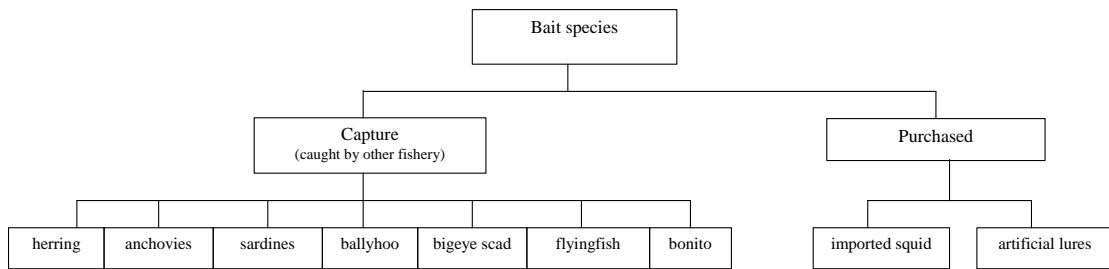 Bait species
Capture
(caught by other fishery)
Purchased
herring
anchovies
sardines
ballyhoo
bigeye scad
flyingfish
bonito
imported squid
artificial lures